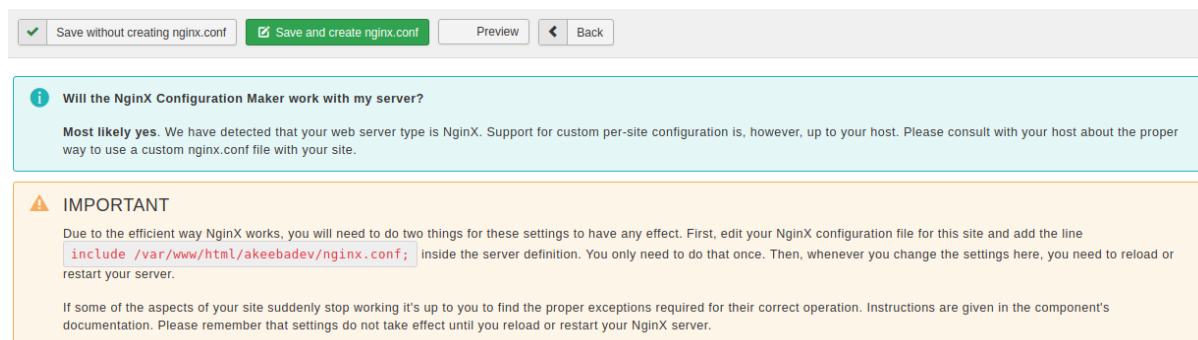 Save without creating nginx.conf Save and create nginx.conf Preview Back
Will the NginX Configuration Maker work with my server?
Most likely yes. We have detected that your web server type is NginX. Support for custom per-site configuration is, however, up to your host. Please consult with your host about the proper
way to use a custom nginx.conf file with your site.
IMPORTANT
Due to the efficient way NginX works, you will need to do two things for these settings to have any effect. First, edit your NginX configuration file for this site and add the line
include /var/www/html/akeebadev/nginx.conf; inside the server definition. You only need to do that once. Then, whenever you change the settings here, you need to reload or
restart your server.
If some of the aspects of your site suddenly stop working it's up to you to find the proper exceptions required for their correct operation. Instructions are given in the component's
documentation. Please remember that settings do not take effect until you reload or restart your NginX server.